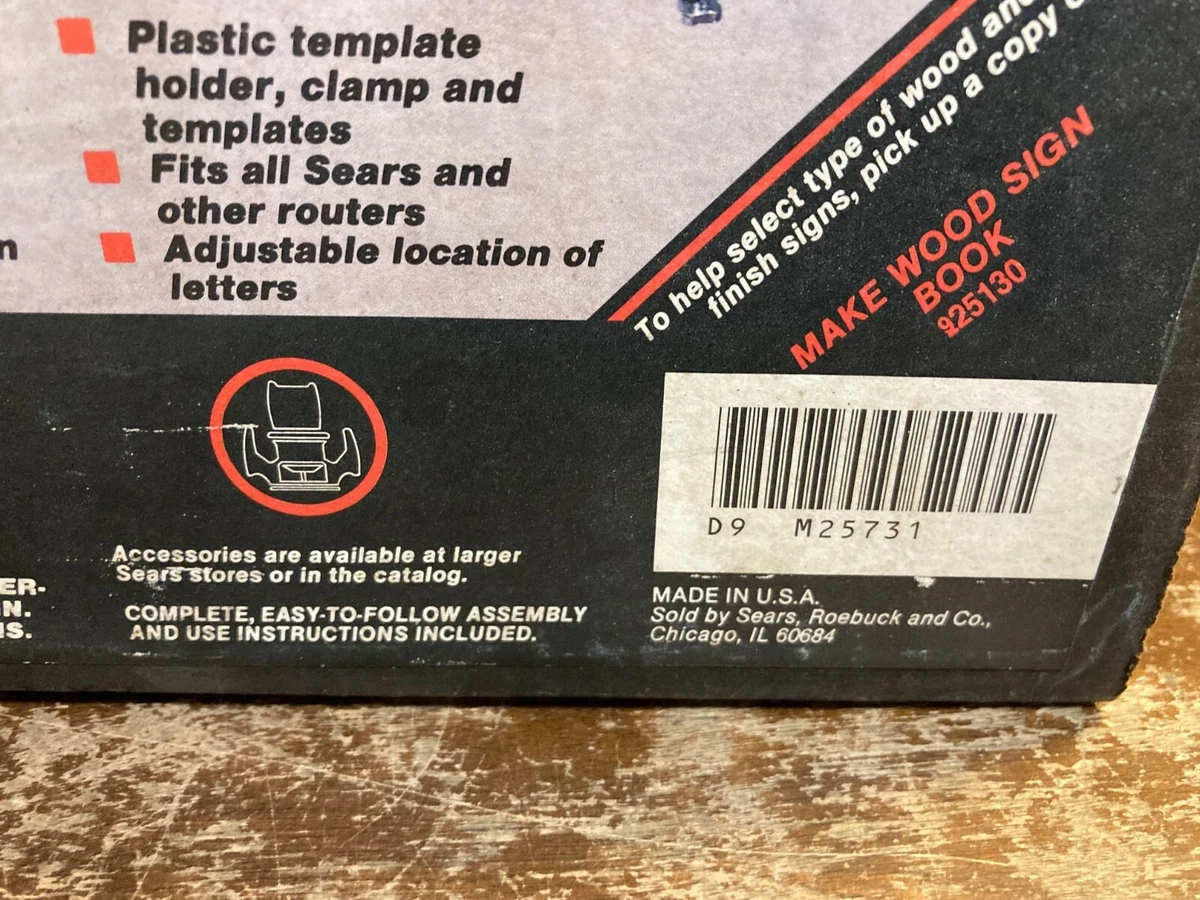 Plastic template
holder, clamp and
templates
Fits all Sears and
other routers
Adjustable location of
letters
n
To help select type of wood and
finish signs, pick up a copy
MAKE WOOD SIGN
BOOK
925130
D9 M25731
Accessories are available at larger
Sears stores or in the catalog.
COMPLETE, EASY-TO-FOLLOW ASSEMBLY
AND USE INSTRUCTIONS INCLUDED.
ER-
N.
IS.
MADE IN U.S.A.
Sold by Sears, Roebuck and Co.,
Chicago, IL 60684